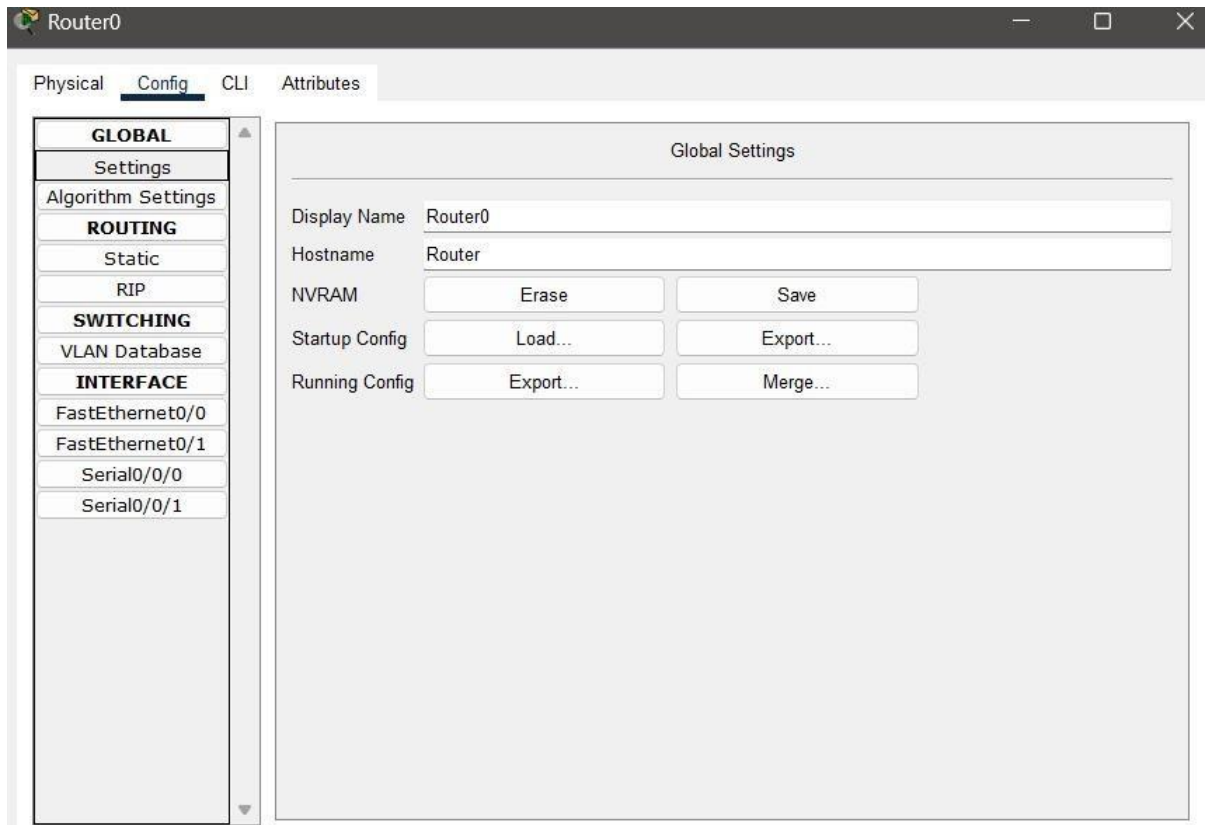 Router0
Physical Config CLI Attributes
GLOBAL
Settings
Algorithm Settings
ROUTING
Static
RIP
SWITCHING
VLAN Database
INTERFACE
FastEthernet0/0
FastEthernet0/1
Serial0/0/0
Serial0/0/1
Global Settings
Display Name Router0
Hostname Router
NVRAM Erase Save
Startup Config Load... Export...
Running Config Export... Merge...